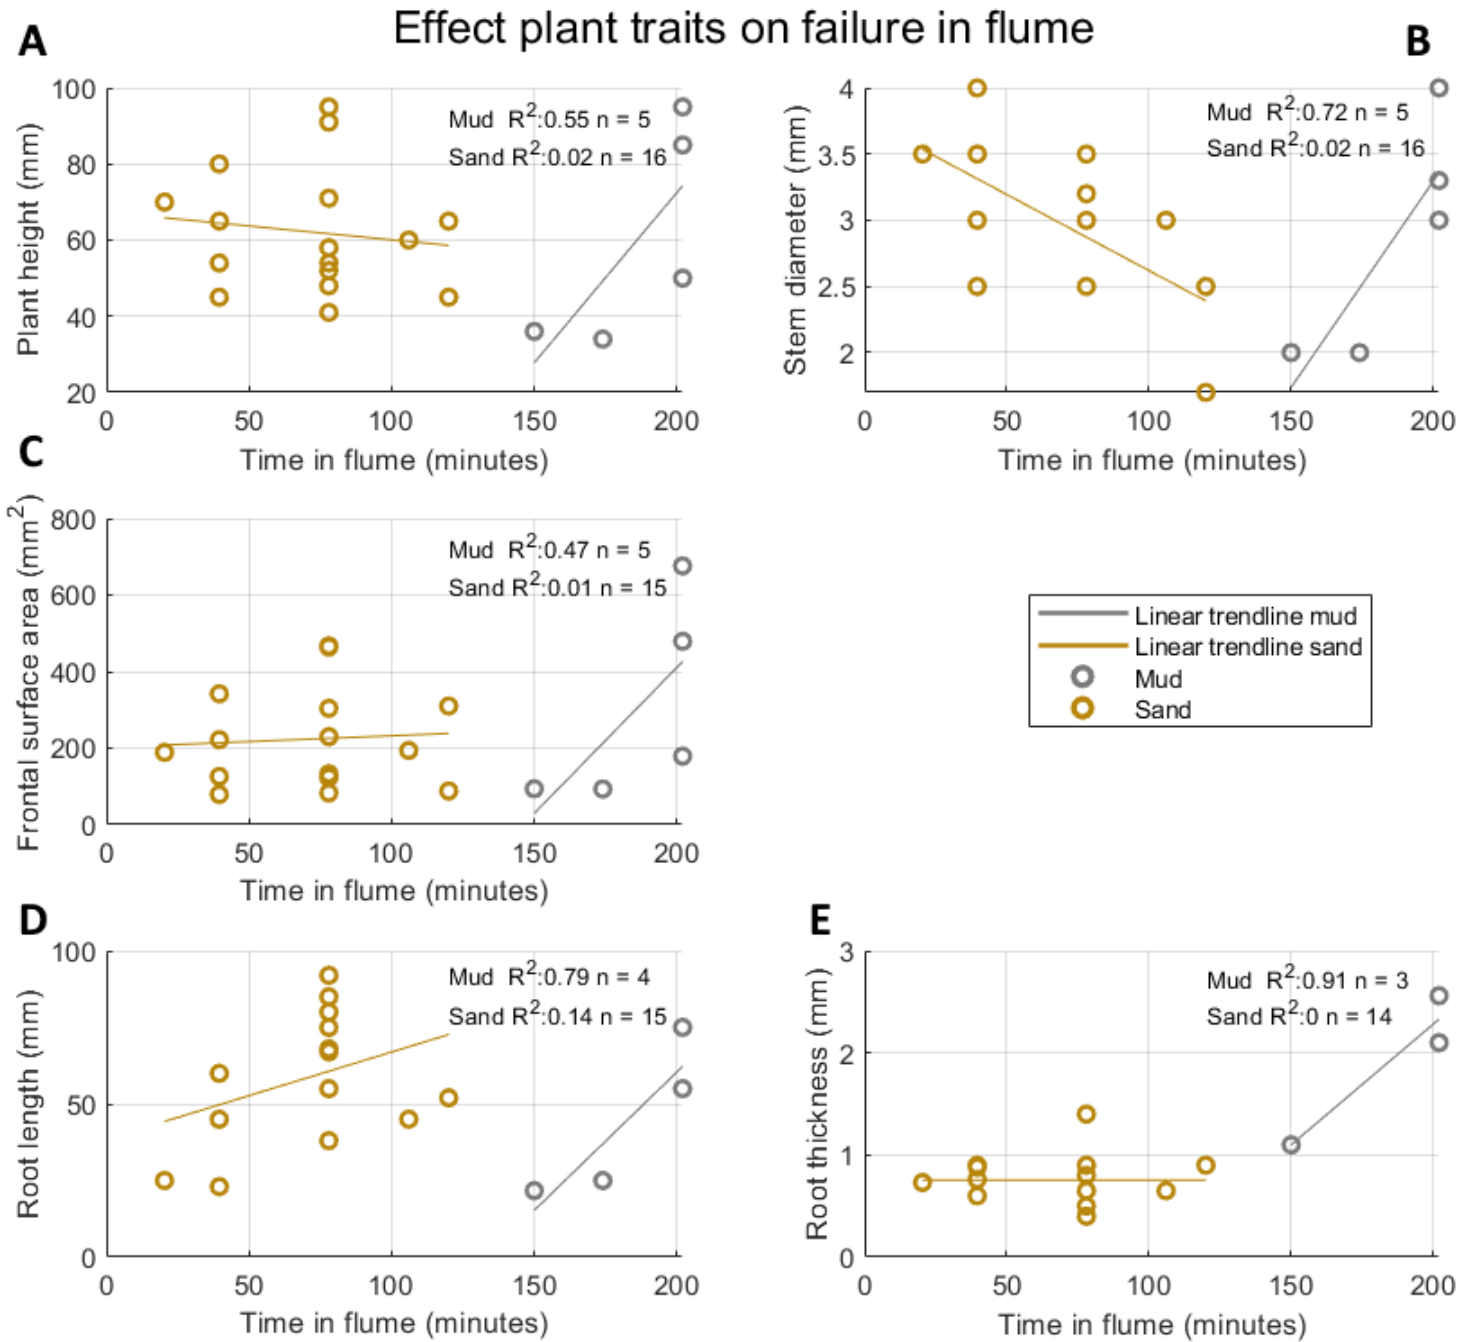 Effect plant traits on failure in flume
A
Plant height (mm)
100
80
60
40
20
Mud R²:0.55 n = 5
Sand R²:0.02 n = 16
0 50 100 150 200
Time in flume (minutes)
B
Stem diameter (mm)
4
3.5
3
2.5
2
Mud R²:0.72 n = 5
Sand R²:0.02 n = 16
0 50 100 150 200
Time in flume (minutes)
C
Frontal surface area (mm²)
800
600
400
200
0
Mud R²:0.47 n = 5
Sand R²:0.01 n = 15
0 50 100 150 200
Time in flume (minutes)
Linear trendline mud
Linear trendline sand
Mud
Sand
D
Root length (mm)
100
50
0
Mud R²:0.79 n = 4
Sand R²:0.14 n = 15
0 50 100 150 200
Time in flume (minutes)
E
Root thickness (mm)
3
2
1
0
Mud R²:0.91 n = 3
Sand R²:0 n = 14
0 50 100 150 200
Time in flume (minutes)